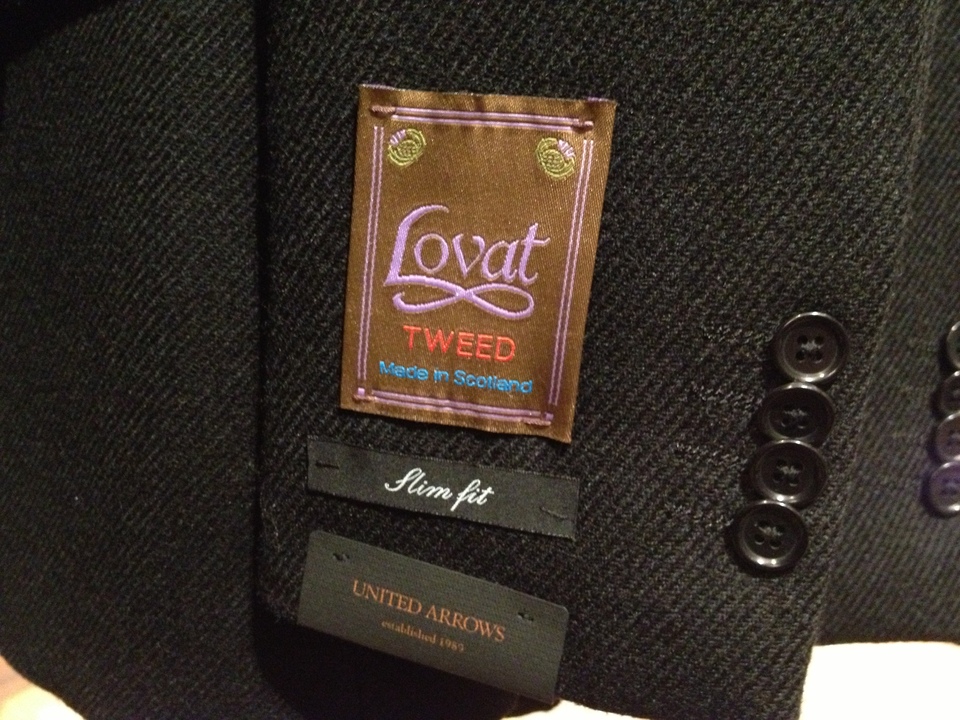 Lovat
TWEED
Made in Scotland
Slim fit
UNITED ARROWS
established 1989